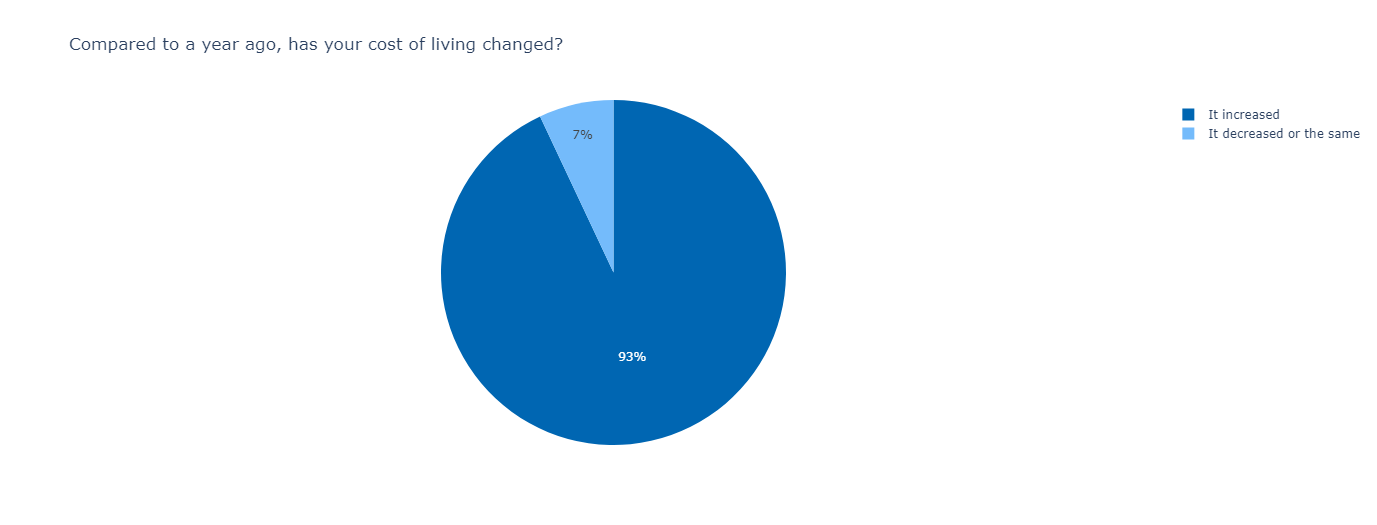 Compared to a year ago, has your cost of living changed?
It increased
It decreased or the same
7%
93%